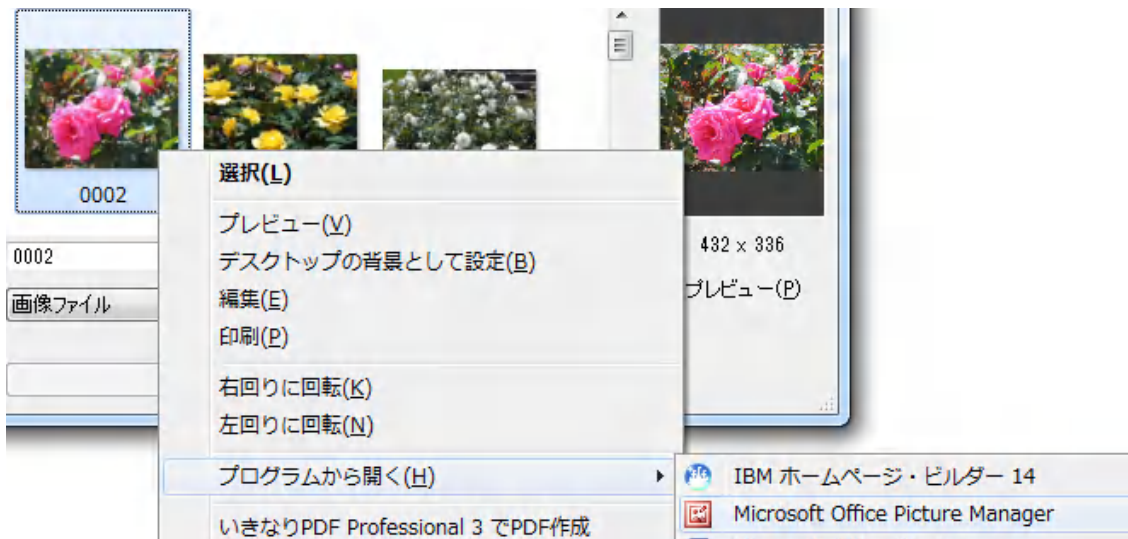 0002
0002
画像ファイル
432 × 336
プレビュー(P)
選択(L)
プレビュー(V)
デスクトップの背景として設定(B)
編集(E)
印刷(P)
右回りに回転(K)
左回りに回転(N)
プログラムから開く(H)
いきなりPDF Professional 3 でPDF作成
IBM ホームページ・ビルダー 14
Microsoft Office Picture Manager